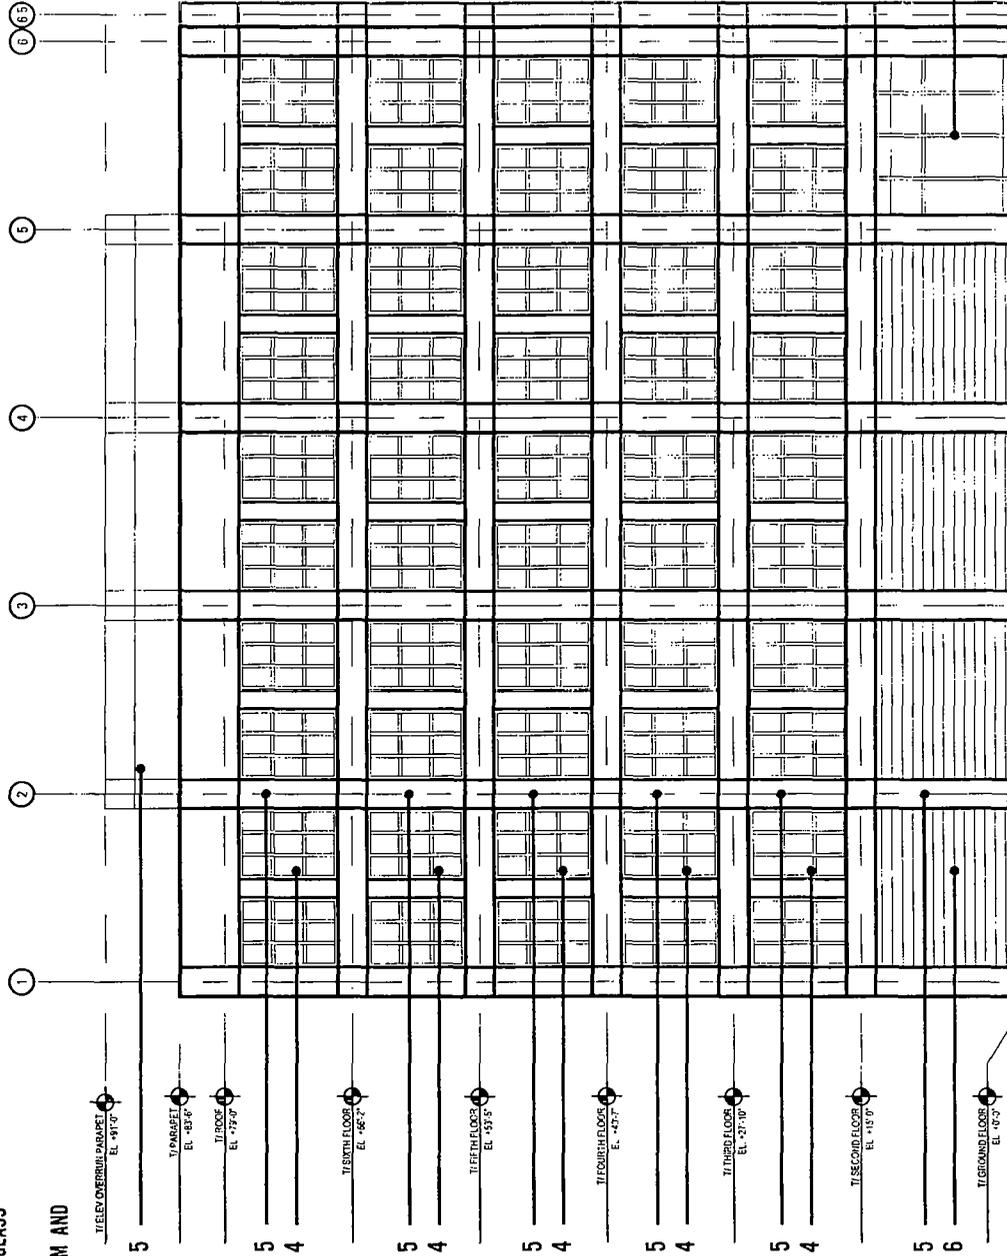 6.5
6
5
4
3
2
1
GLASS
M AND
T/ ELEV OVERRUN PARAPET
EL. +91'-0"
T/ PARAPET
EL. +83'-6"
T/ ROOF
EL. +79'-0"
T/ SIXTH FLOOR
EL. +66'-2"
T/ FIFTH FLOOR
EL. +53'-5"
T/ FOURTH FLOOR
T/ THIRD FLOOR
EL. +27'-10"
T/ SECOND FLOOR
EL. +15'-0"
T/ GROUND FLOOR
EL. +0'-0"
5
5
4
5
4
5
4
5
4
5
4
5
6